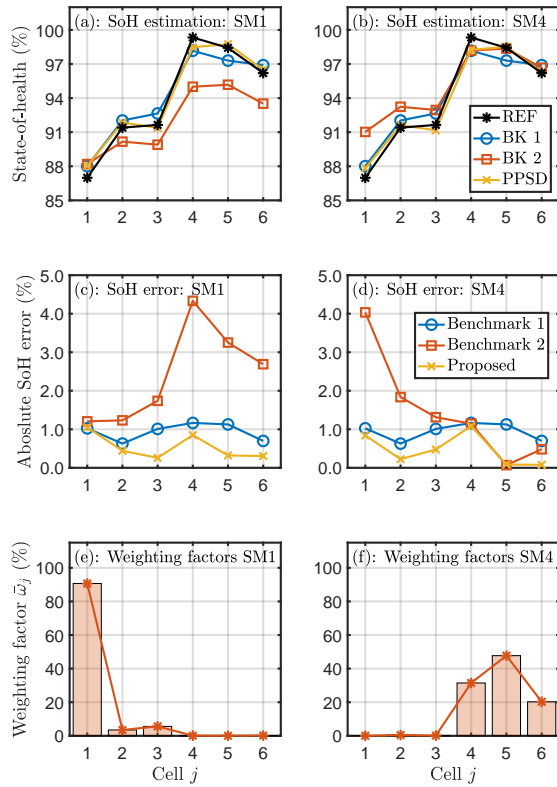 (a): SoH estimation: SM1
State-of-health (%)
100
97
94
91
88
85
1 2 3 4 5 6
(b): SoH estimation: SM4
100
97
94
91
88
85
REF
BK 1
BK 2
PPSD
1 2 3 4 5 6
(c): SoH error: SM1
Aboslute SoH error (%)
5.0
4.0
3.0
2.0
1.0
0.0
1 2 3 4 5 6
(d): SoH error: SM4
5.0
4.0
3.0
2.0
1.0
0.0
Benchmark 1
Benchmark 2
Proposed
1 2 3 4 5 6
(e): Weighting factors SM1
Weighting factor ω̄j (%)
100
80
60
40
20
0
1 2 3 4 5 6
Cell j
(f): Weighting factors SM4
100
80
60
40
20
0
1 2 3 4 5 6
Cell j